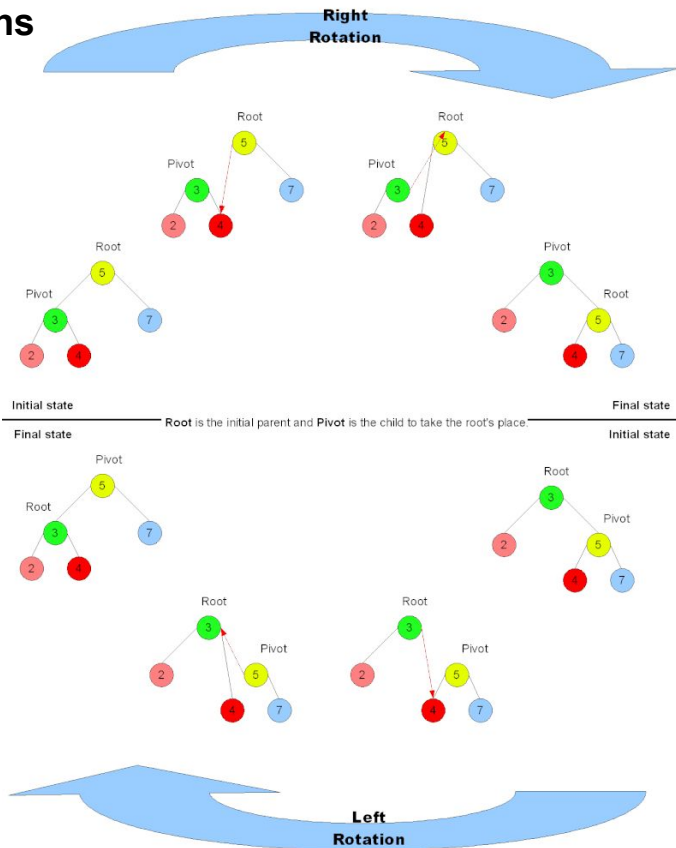 ns
Right
Rotation
Root
5
Pivot
3
7
2
4
Root
5
Pivot
3
7
2
4
Root
5
Pivot
3
7
2
4
Pivot
3
Root
2
5
4
7
Initial state
Final state
Root is the initial parent and Pivot is the child to take the root's place.
Final state
Initial state
Pivot
5
Root
3
7
2
4
Root
3
Pivot
2
5
4
7
Root
3
Pivot
2
5
4
7
Root
3
Pivot
2
5
4
7
Left
Rotation